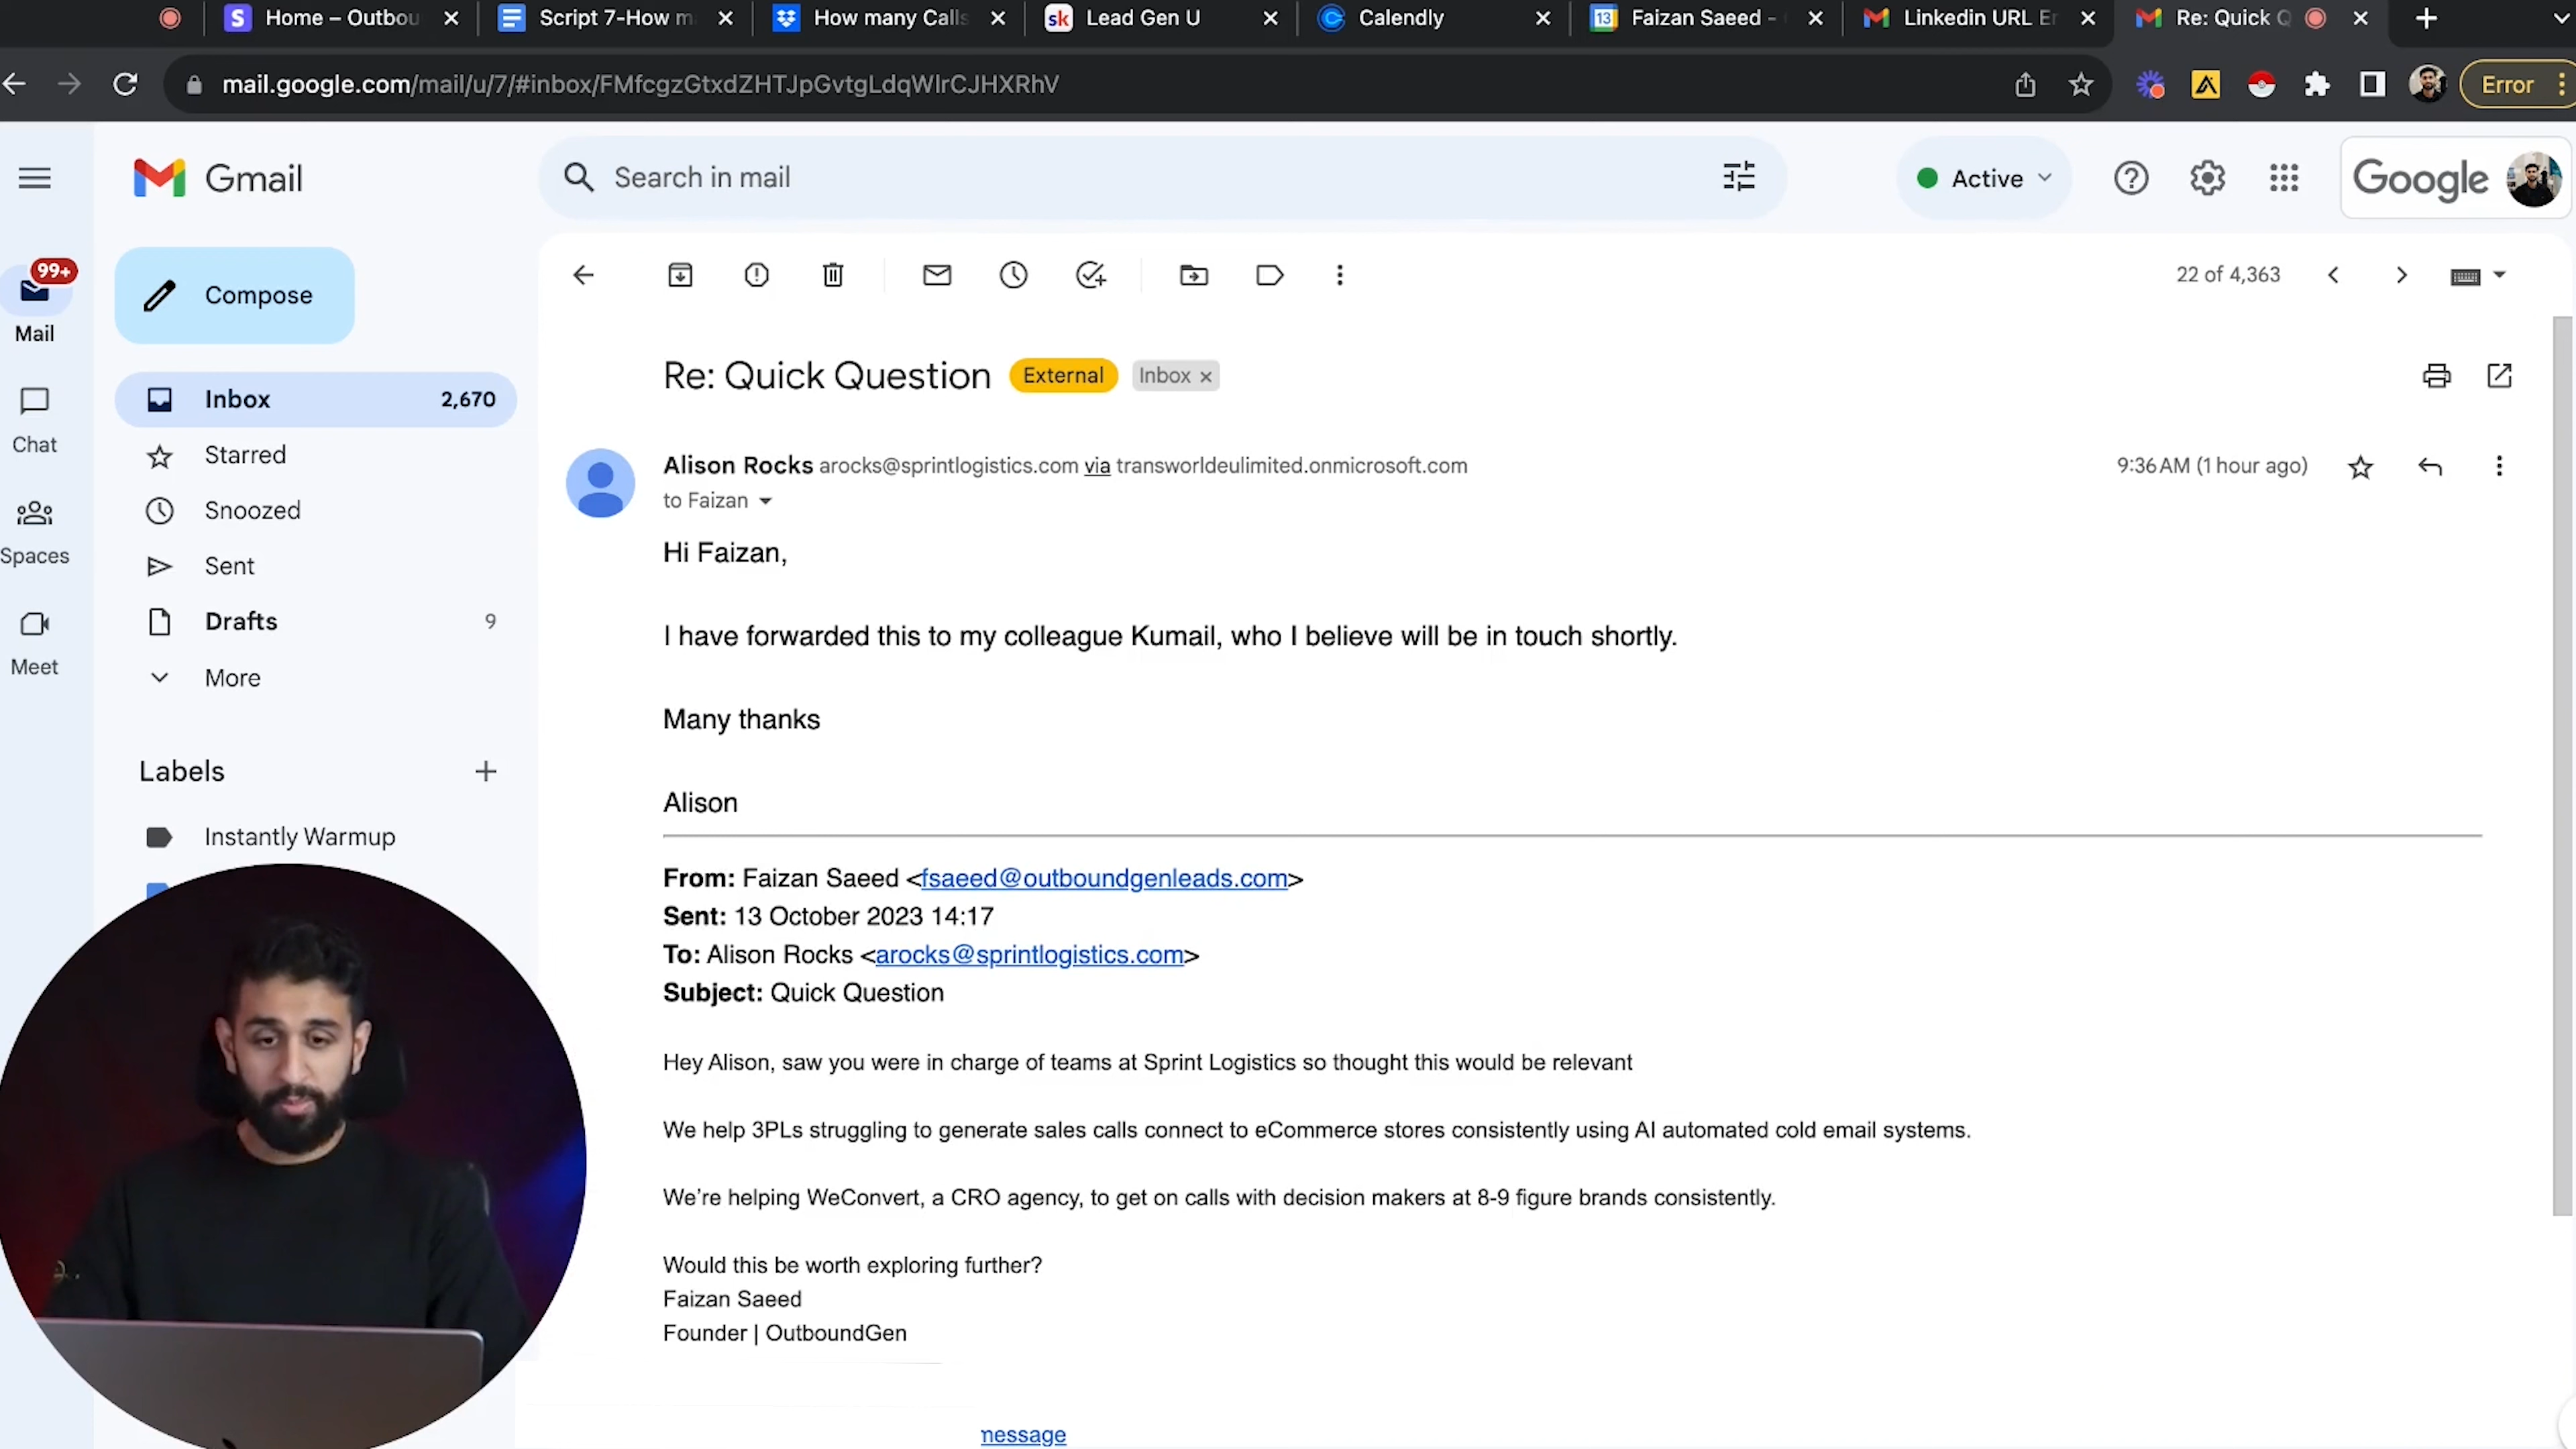 Home – Outbou
Script 7-How m
How many Calls
sk Lead Gen U
Calendly
13 Faizan Saeed -
Linkedin URL Er
Re: Quick Q
mail.google.com/mail/u/7/#inbox/FMfcgzGtxdZHTJpGvtgLdqWlrCJHXRhV
Error
Gmail
Search in mail
Active
Google
99+
Mail
Chat
Spaces
Meet
Compose
Inbox 2,670
Starred
Snoozed
Sent
Drafts 9
More
Labels
Instantly Warmup
22 of 4,363
Re: Quick Question External Inbox
Alison Rocks arocks@sprintlogistics.com via transworldeulimited.onmicrosoft.com
9:36 AM (1 hour ago)
to Faizan
Hi Faizan,
I have forwarded this to my colleague Kumail, who I believe will be in touch shortly.
Many thanks
Alison
From: Faizan Saeed <fsaeed@outboundgenleads.com>
Sent: 13 October 2023 14:17
To: Alison Rocks <arocks@sprintlogistics.com>
Subject: Quick Question
Hey Alison, saw you were in charge of teams at Sprint Logistics so thought this would be relevant
We help 3PLs struggling to generate sales calls connect to eCommerce stores consistently using AI automated cold email systems.
We're helping WeConvert, a CRO agency, to get on calls with decision makers at 8-9 figure brands consistently.
Would this be worth exploring further?
Faizan Saeed
Founder | OutboundGen
message